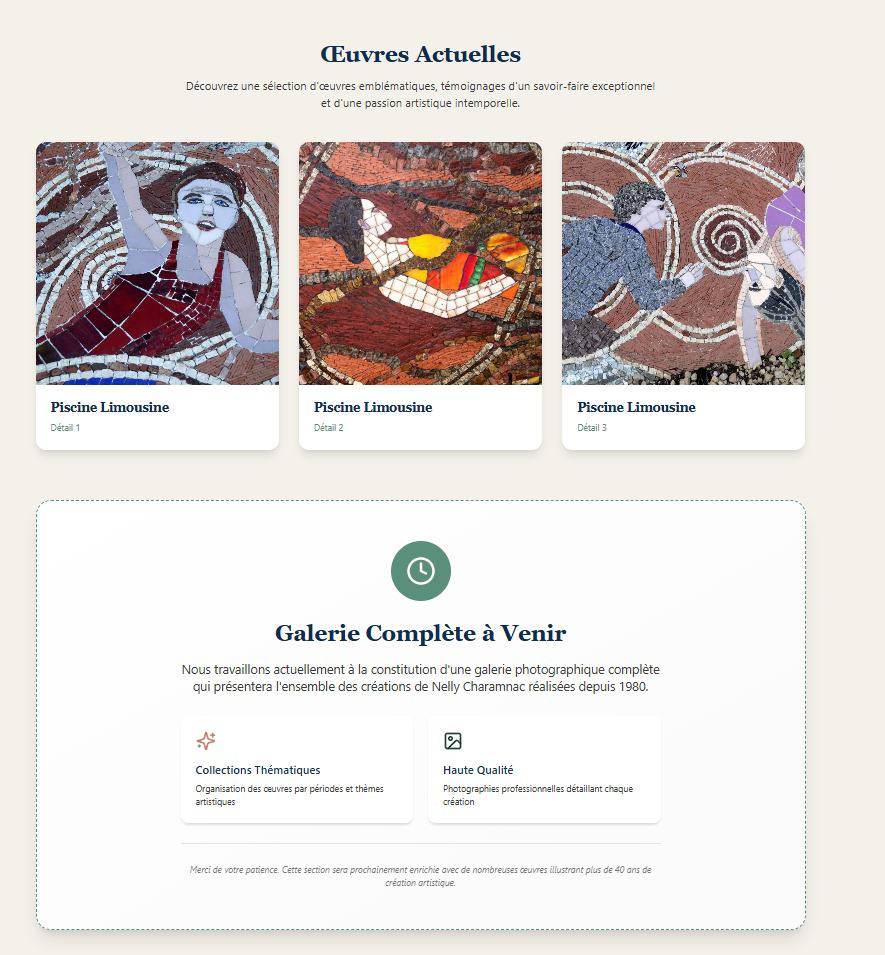 Œuvres Actuelles
Découvrez une sélection d'œuvres emblématiques, témoignages d'un savoir-faire exceptionnel
et d'une passion artistique intemporelle.
Piscine Limousine
Détail 1
Piscine Limousine
Détail 2
Piscine Limousine
Détail 3
Galerie Complète à Venir
Nous travaillons actuellement à la constitution d'une galerie photographique complète
qui présentera l'ensemble des créations de Nelly Charamnac réalisées depuis 1980.
Collections Thématiques
Organisation des œuvres par périodes et thèmes
artistiques
Haute Qualité
Photographies professionnelles détaillant chaque
création
Merci de votre patience. Cette section sera prochainement enrichie avec de nombreuses œuvres illustrant plus de 40 ans de
création artistique.